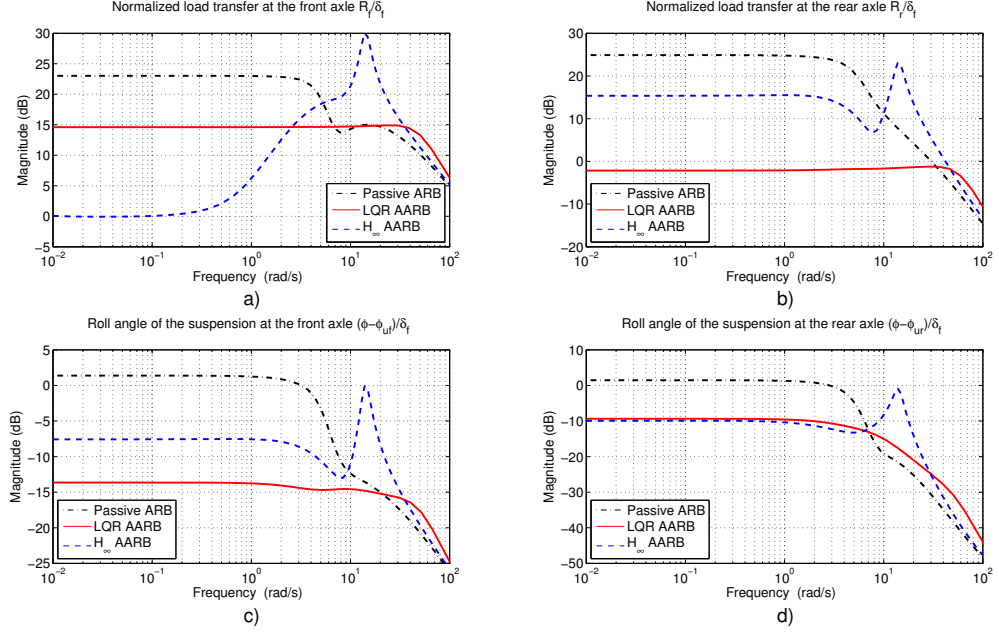 Normalized load transfer at the front axle R_f/δ_f
Magnitude (dB)
30
25
20
15
10
5
0
−5
Passive ARB
LQR AARB
H_∞ AARB
10^−2
10^−1
10^0
10^1
10^2
Frequency (rad/s)
a)
Normalized load transfer at the rear axle R_r/δ_f
Magnitude (dB)
30
20
10
0
−10
−20
Passive ARB
LQR AARB
H_∞ AARB
10^−2
10^−1
10^0
10^1
10^2
Frequency (rad/s)
b)
Roll angle of the suspension at the front axle (ϕ−ϕ_uf)/δ_f
Magnitude (dB)
5
0
−5
−10
−15
−20
−25
Passive ARB
LQR AARB
H_∞ AARB
10^−2
10^−1
10^0
10^1
10^2
Frequency (rad/s)
c)
Roll angle of the suspension at the rear axle (ϕ−ϕ_ur)/δ_f
Magnitude (dB)
10
0
−10
−20
−30
−40
−50
Passive ARB
LQR AARB
H_∞ AARB
10^−2
10^−1
10^0
10^1
10^2
Frequency (rad/s)
d)